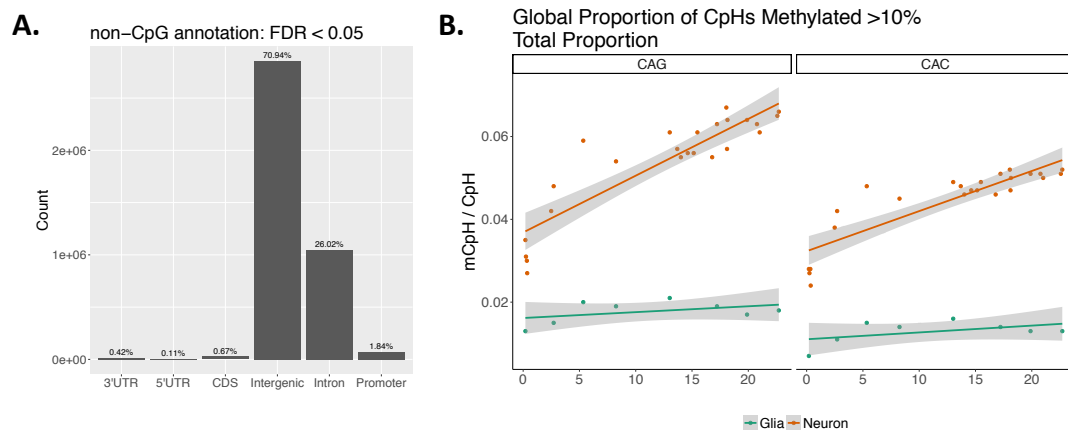 A.
non−CpG annotation: FDR < 0.05
Count
2e+06
1e+06
0e+00
0.42%
0.11%
0.67%
70.94%
26.02%
1.84%
3'UTR
5'UTR
CDS
Intergenic
Intron
Promoter
B.
Global Proportion of CpHs Methylated >10%
Total Proportion
CAG
CAC
mCpH / CpH
0.06
0.04
0.02
0 5 10 15 20
0 5 10 15 20
Glia Neuron